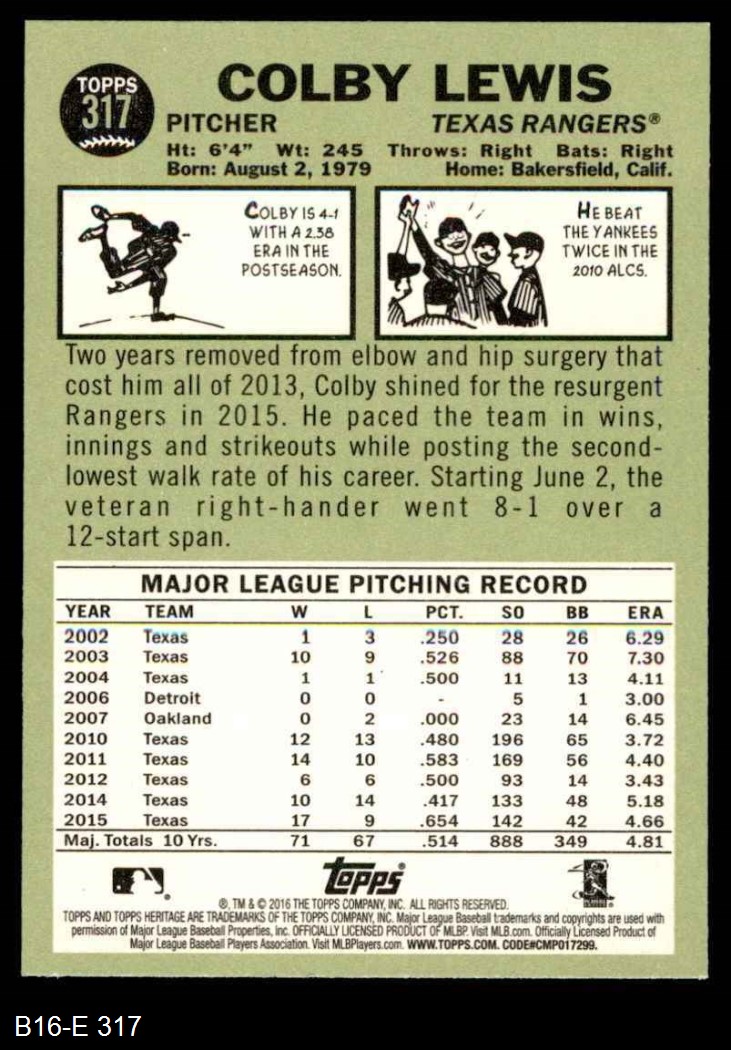 TOPPS
317
COLBY LEWIS
PITCHER TEXAS RANGERS®
Ht: 6'4" Wt: 245 Throws: Right Bats: Right
Born: August 2, 1979 Home: Bakersfield, Calif.
COLBY IS 4-1
WITH A 2.38
ERA IN THE
POSTSEASON.
HE BEAT
THE YANKEES
TWICE IN THE
2010 ALCS.
Two years removed from elbow and hip surgery that
cost him all of 2013, Colby shined for the resurgent
Rangers in 2015. He paced the team in wins,
innings and strikeouts while posting the second-
lowest walk rate of his career. Starting June 2, the
veteran right-hander went 8-1 over a
12-start span.
MAJOR LEAGUE PITCHING RECORD
YEAR TEAM W L PCT. SO BB ERA
2002 Texas 1 3 .250 28 26 6.29
2003 Texas 10 9 .526 88 70 7.30
2004 Texas 1 1 .500 11 13 4.11
2006 Detroit 0 0 - 5 1 3.00
2007 Oakland 0 2 .000 23 14 6.45
2010 Texas 12 13 .480 196 65 3.72
2011 Texas 14 10 .583 169 56 4.40
2012 Texas 6 6 .500 93 14 3.43
2014 Texas 10 14 .417 133 48 5.18
2015 Texas 17 9 .654 142 42 4.66
Maj. Totals 10 Yrs. 71 67 .514 888 349 4.81
Topps®
®, TM & © 2016 THE TOPPS COMPANY, INC. ALL RIGHTS RESERVED.
TOPPS AND TOPPS HERITAGE ARE TRADEMARKS OF THE TOPPS COMPANY, INC. Major League Baseball trademarks and copyrights are used with
permission of Major League Baseball Properties, Inc. OFFICIALLY LICENSED PRODUCT OF MLBP. Visit MLB.com. Officially Licensed Product of
Major League Baseball Players Association. Visit MLBPlayers.com. WWW.TOPPS.COM. CODE#CMP017299.
B16-E 317